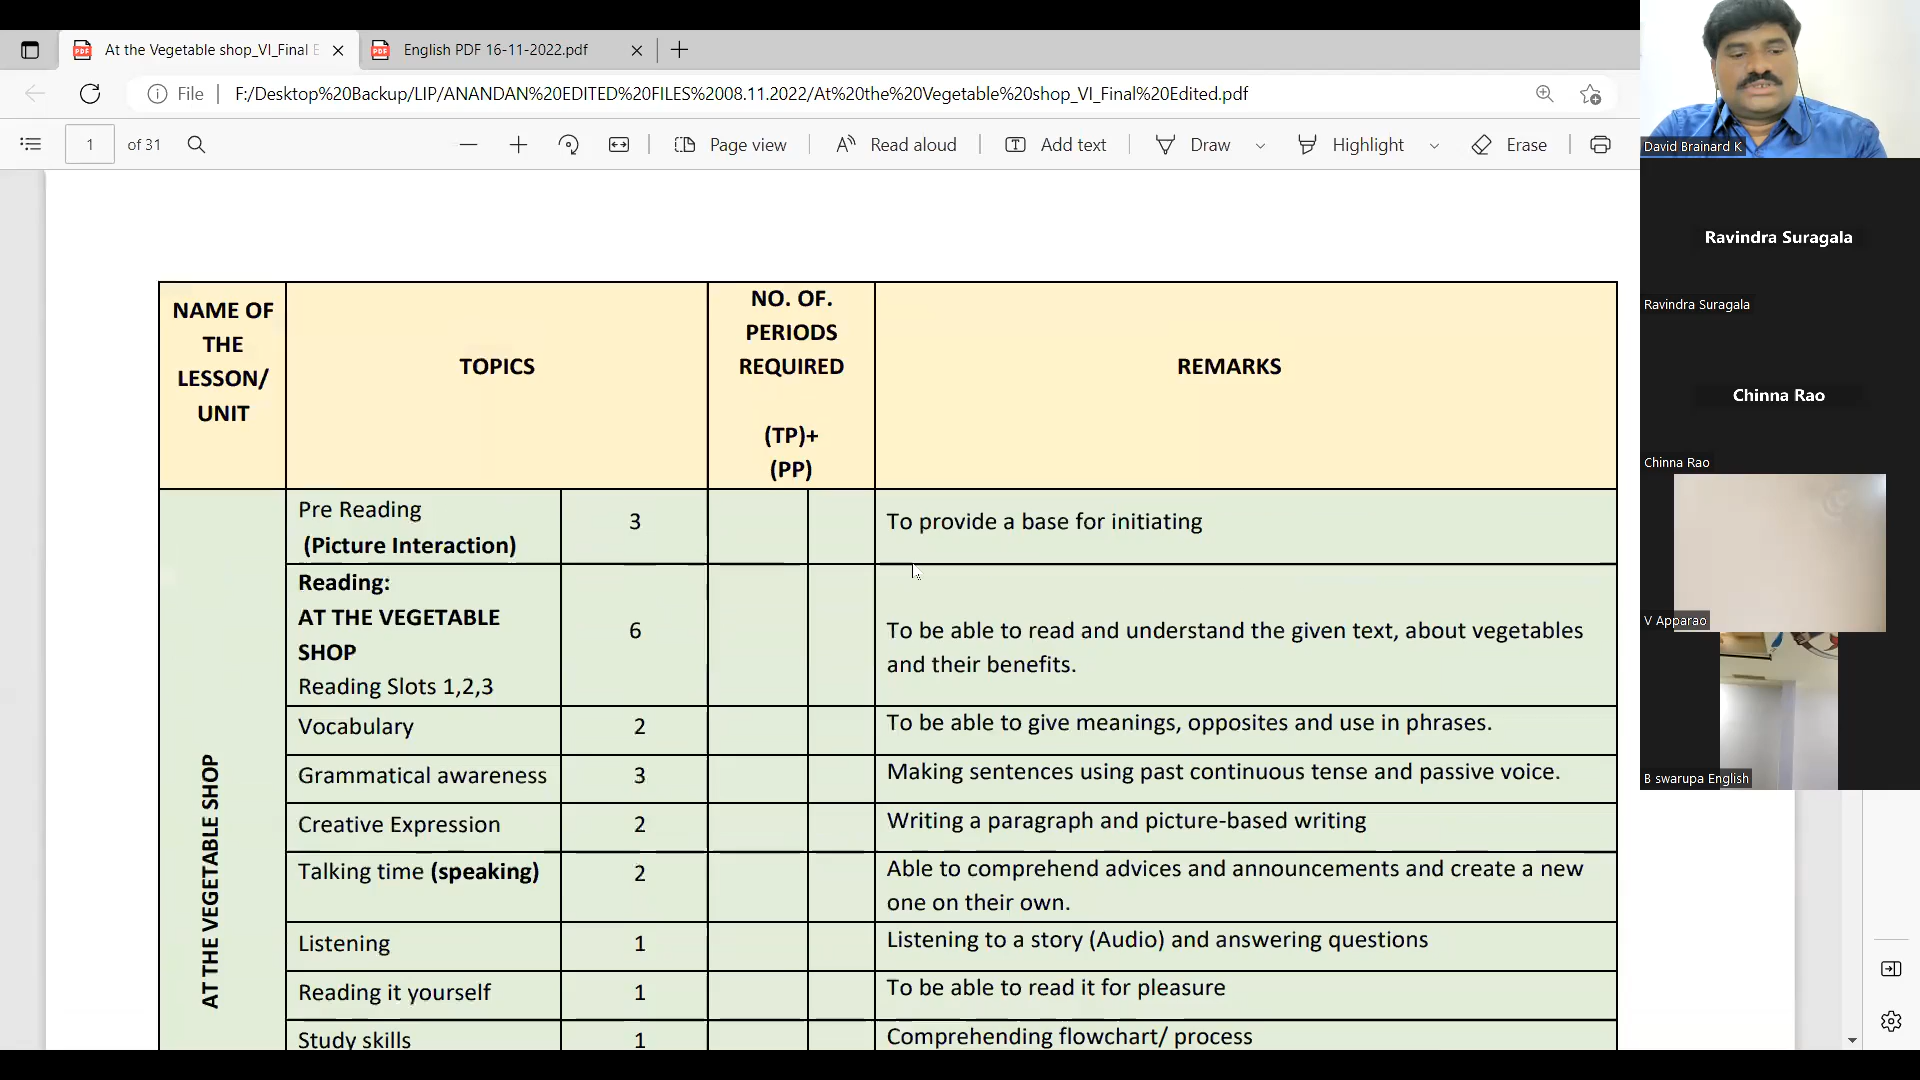 At the Vegetable shop_VI_Final E
English PDF 16-11-2022.pdf
File
F:/Desktop%20Backup/LIP/ANANDAN%20EDITED%20FILES%2008.11.2022/At%20the%20Vegetable%20shop_VI_Final%20Edited.pdf
1 of 31
Page view
Read aloud
Add text
Draw
Highlight
Erase
NAME OF
THE
LESSON/
UNIT
TOPICS
NO. OF.
PERIODS
REQUIRED
(TP)+
(PP)
REMARKS
AT THE VEGETABLE SHOP
Pre Reading
(Picture Interaction)
3
To provide a base for initiating
Reading:
AT THE VEGETABLE
SHOP
Reading Slots 1,2,3
6
To be able to read and understand the given text, about vegetables
and their benefits.
Vocabulary
2
To be able to give meanings, opposites and use in phrases.
Grammatical awareness
3
Making sentences using past continuous tense and passive voice.
Creative Expression
2
Writing a paragraph and picture-based writing
Talking time (speaking)
2
Able to comprehend advices and announcements and create a new
one on their own.
Listening
1
Listening to a story (Audio) and answering questions
Reading it yourself
1
To be able to read it for pleasure
Study skills
1
Comprehending flowchart/ process
David Brainard K
Ravindra Suragala
Ravindra Suragala
Chinna Rao
Chinna Rao
V Apparao
B swarupa English